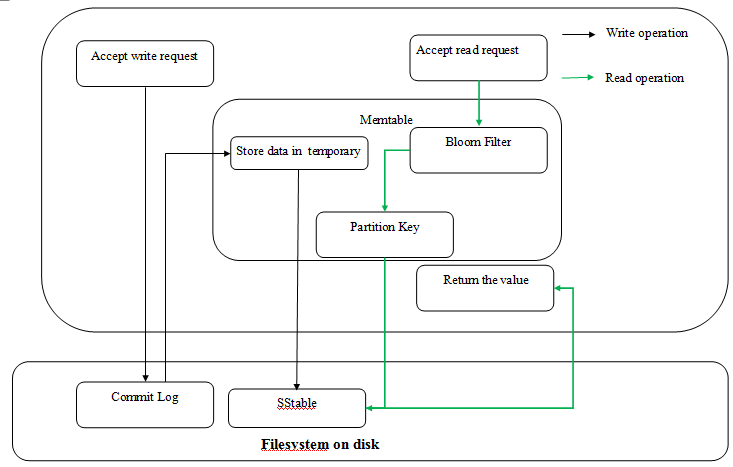 Write operation
Accept write request
Accept read request
Read operation
Memtable
Bloom Filter
Store data in temporary
Partition Key
Return the value
Commit Log
SStable
Filesystem on disk